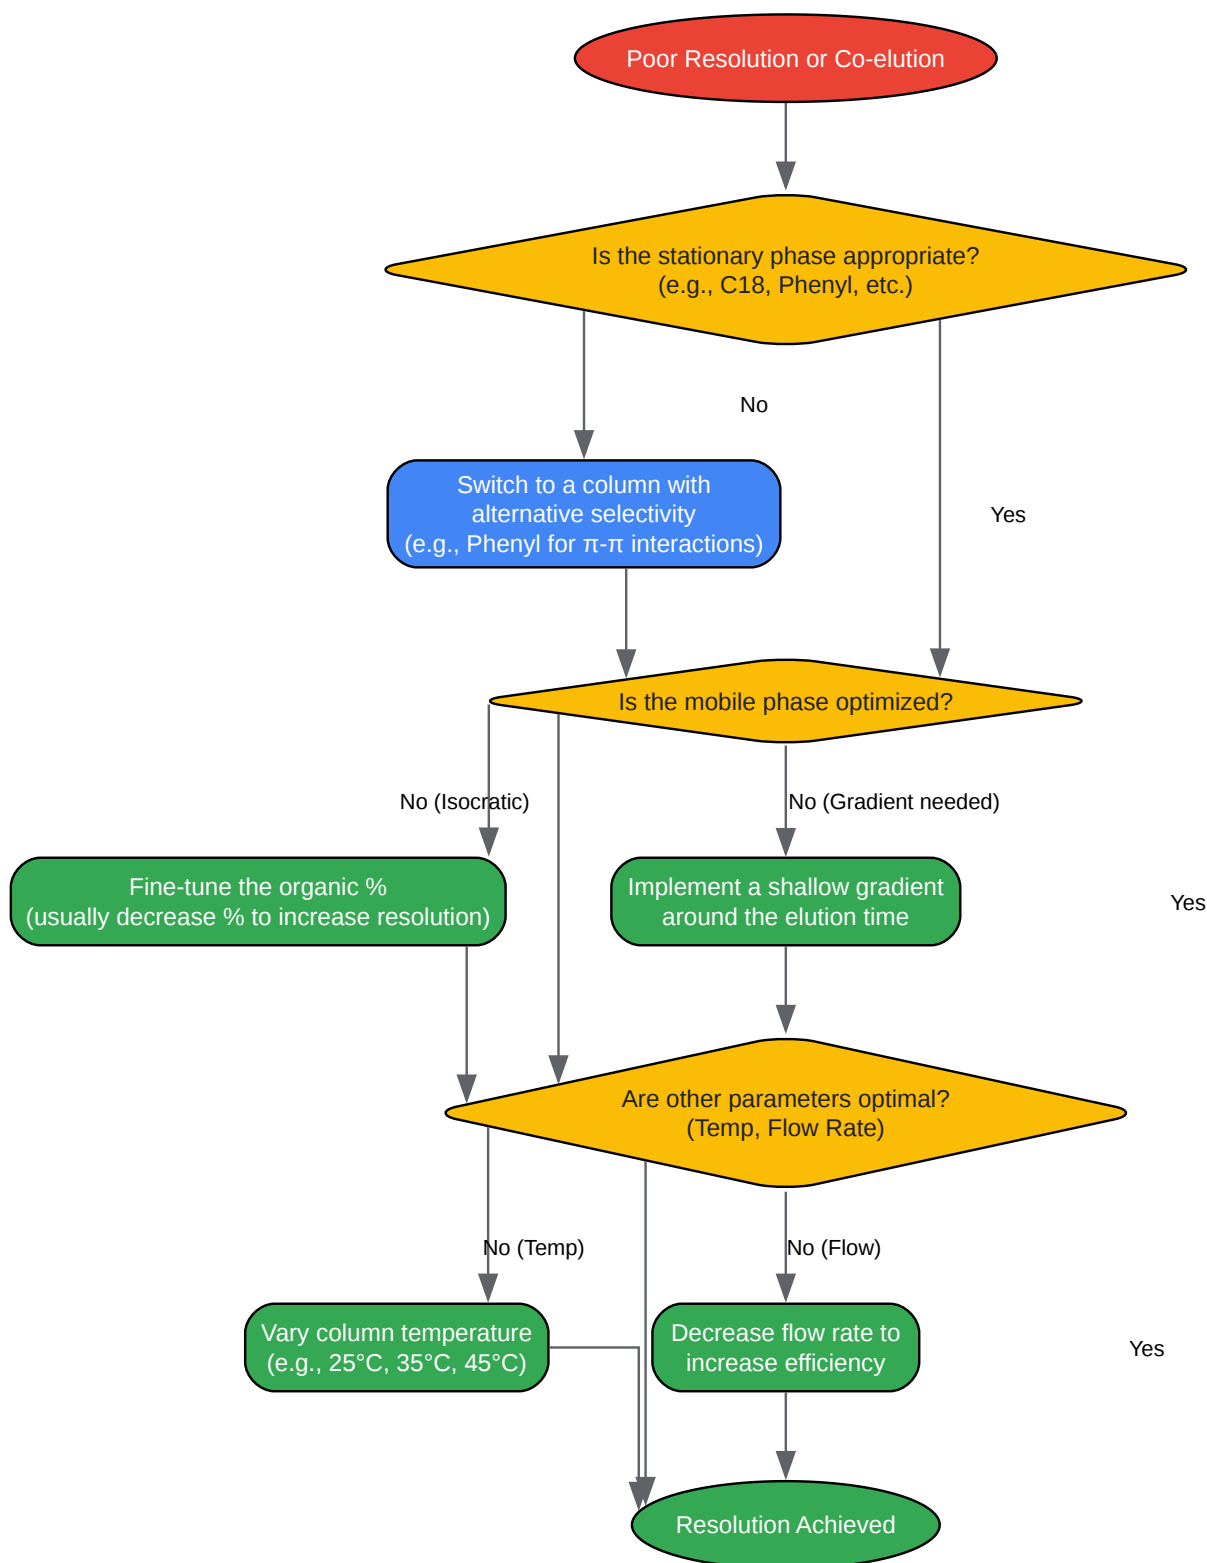 Poor Resolution or Co-elution
Is the stationary phase appropriate?
(e.g., C18, Phenyl, etc.)
No
Switch to a column with
alternative selectivity
(e.g., Phenyl for π-π interactions)
Yes
Is the mobile phase optimized?
No (Isocratic)
No (Gradient needed)
Fine-tune the organic %
(usually decrease % to increase resolution)
Implement a shallow gradient
around the elution time
Yes
Are other parameters optimal?
(Temp, Flow Rate)
No (Temp)
No (Flow)
Vary column temperature
(e.g., 25°C, 35°C, 45°C)
Decrease flow rate to
increase efficiency
Yes
Resolution Achieved